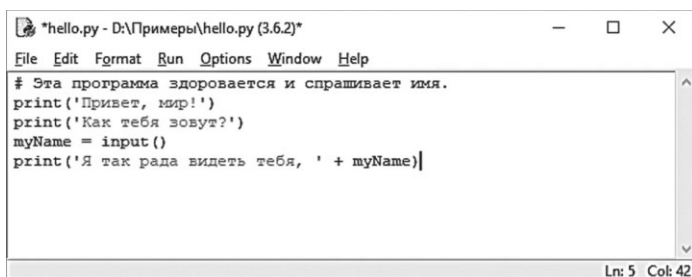 *hello.py - D:\Примеры\hello.py (3.6.2)*
File Edit Format Run Options Window Help
# Эта программа здоровается и спрашивает имя.
print('Привет, мир!')
print('Как тебя зовут?')
myName = input()
print('Я так рада видеть тебя, ' + myName)
Ln: 5 Col: 42